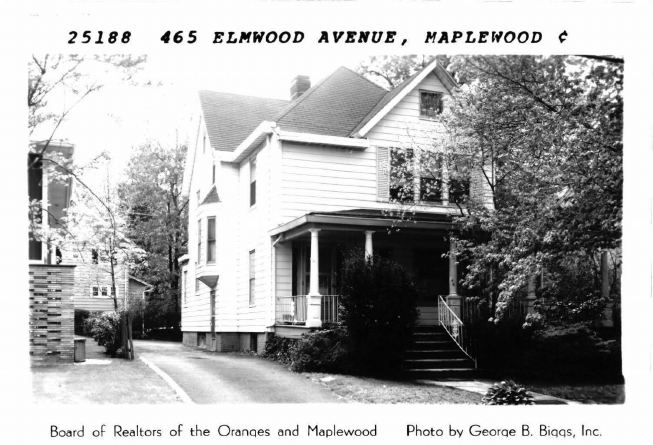 25188 465 ELMWOOD AVENUE, MAPLEWOOD ¢
Board of Realtors of the Oranges and Maplewood Photo by George B. Biggs, Inc.